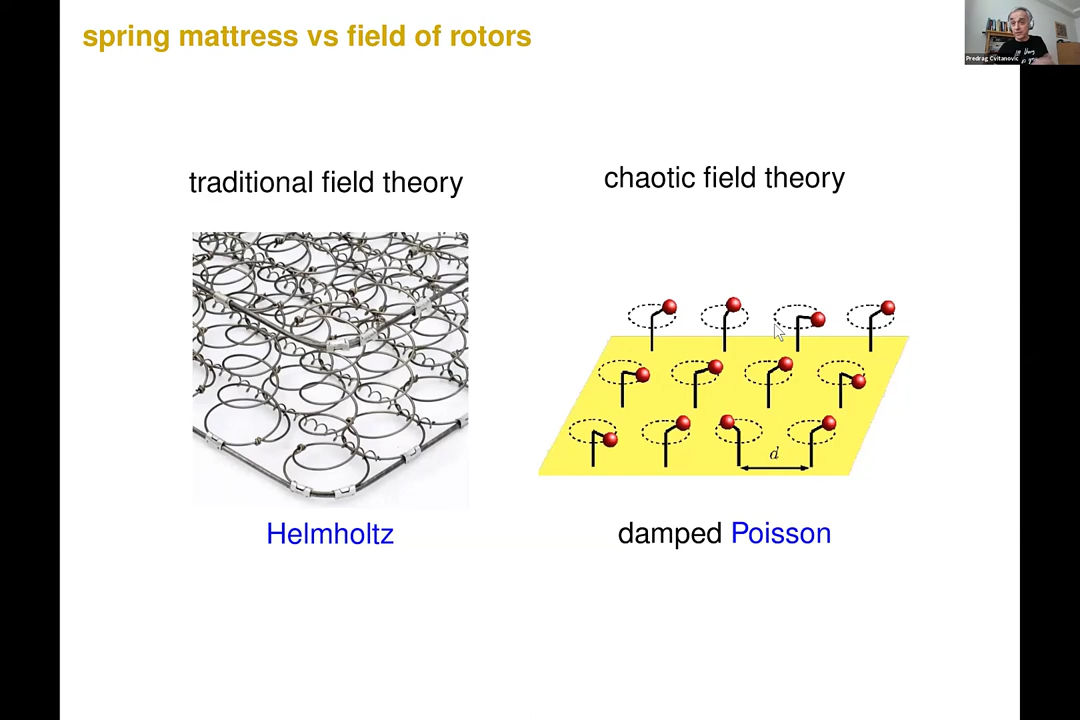 spring mattress vs field of rotors
Predrag Cvitanovic
traditional field theory
chaotic field theory
d
Helmholtz
damped Poisson